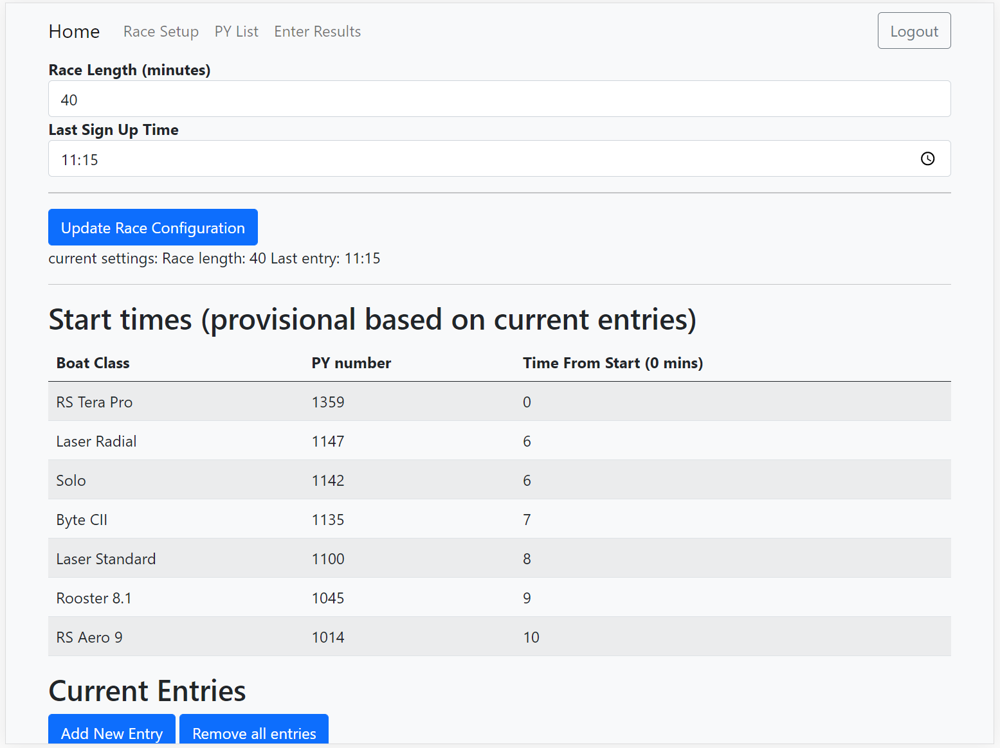 Home Race Setup PY List Enter Results Logout
Race Length (minutes)
40
Last Sign Up Time
11:15
Update Race Configuration
current settings: Race length: 40 Last entry: 11:15
Start times (provisional based on current entries)
Boat Class PY number Time From Start (0 mins)
RS Tera Pro 1359 0
Laser Radial 1147 6
Solo 1142 6
Byte CII 1135 7
Laser Standard 1100 8
Rooster 8.1 1045 9
RS Aero 9 1014 10
Current Entries
Add New Entry Remove all entries